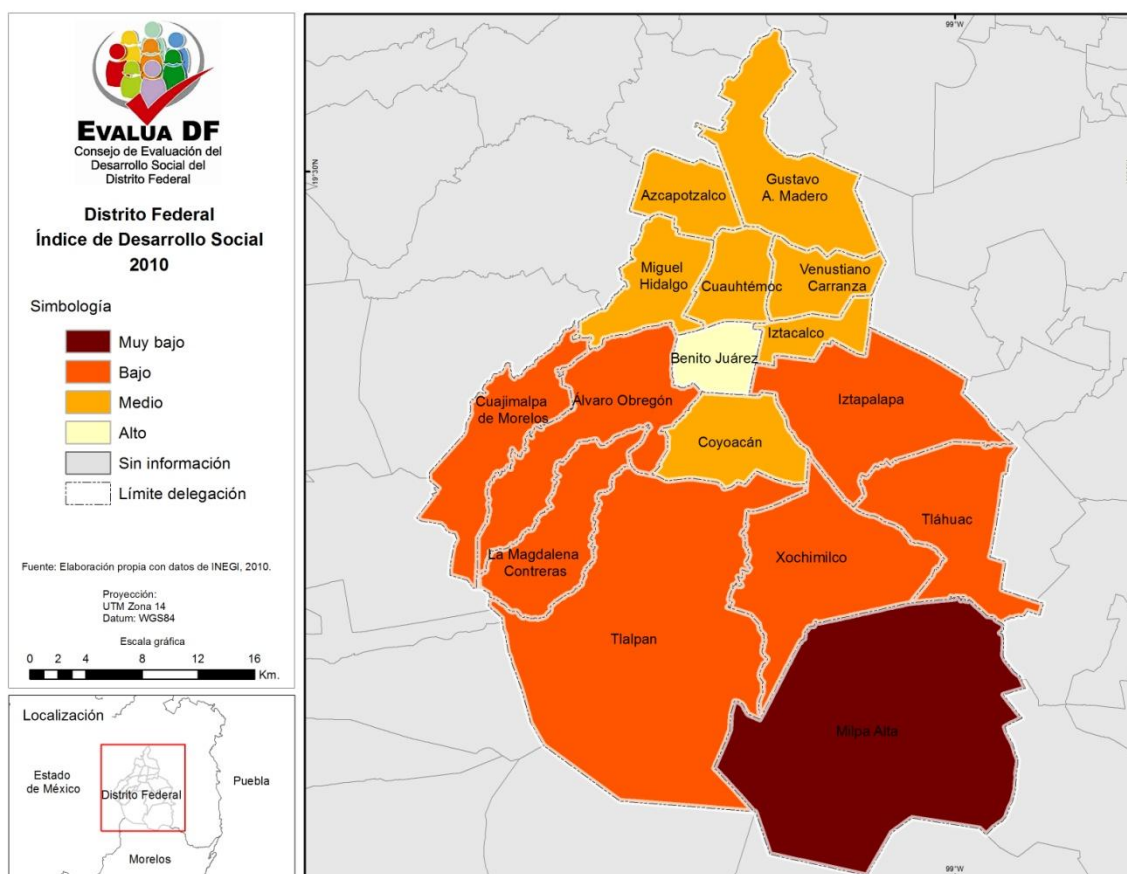 EVALUA DF
Consejo de Evaluación del
Desarrollo Social del
Distrito Federal
Distrito Federal
Índice de Desarrollo Social
2010
Simbología
Muy bajo
Bajo
Medio
Alto
Sin información
Límite delegación
Fuente: Elaboración propia con datos de INEGI, 2010.
Proyección:
UTM Zona 14
Datum: WGS84
Escala gráfica
0 2 4 8 12 16
Km.
Localización
Estado
de México
Puebla
Distrito Federal
Morelos
99°W
19°30'N
Gustavo
A. Madero
Azcapotzalco
Miguel
Hidalgo
Cuauhtémoc
Venustiano
Carranza
Iztacalco
Benito Juárez
Cuajimalpa
de Morelos
Álvaro Obregón
Iztapalapa
Coyoacán
Tláhuac
La Magdalena
Contreras
Xochimilco
Tlalpan
Milpa Alta
99°W